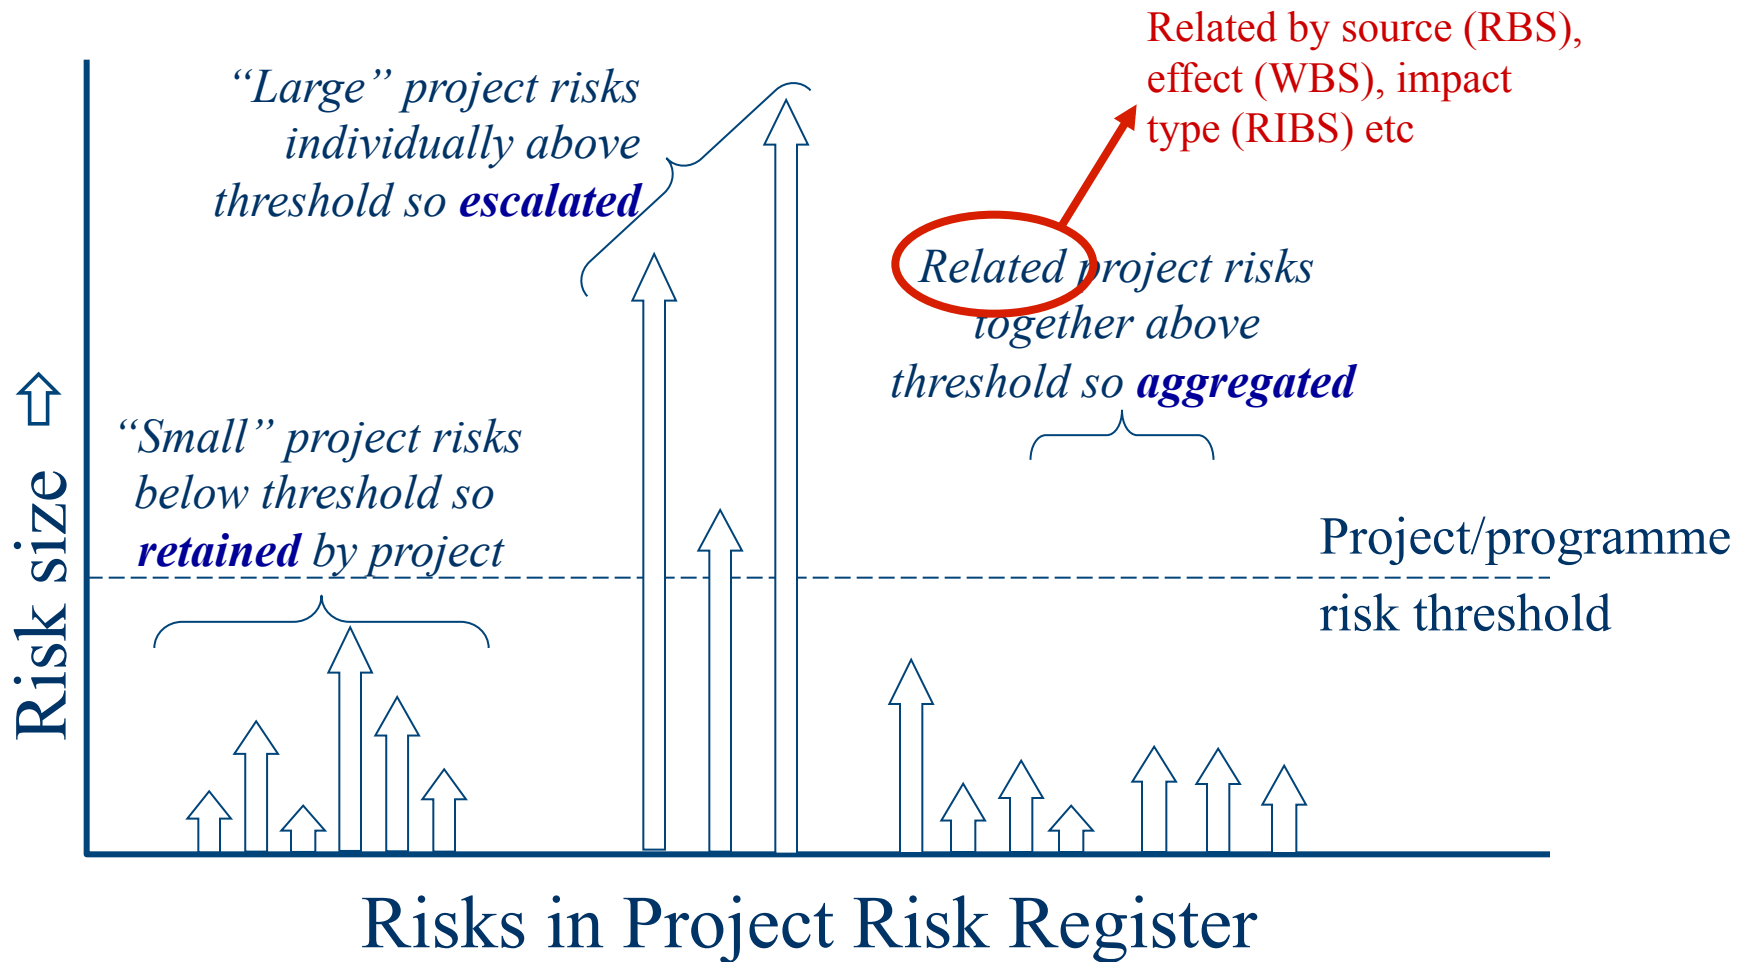 Related by source (RBS),
effect (WBS), impact
type (RIBS) etc
“Large” project risks
individually above
threshold so escalated
Related project risks
together above
threshold so aggregated
“Small” project risks
below threshold so
retained by project
Project/programme
risk threshold
Risk size
Risks in Project Risk Register